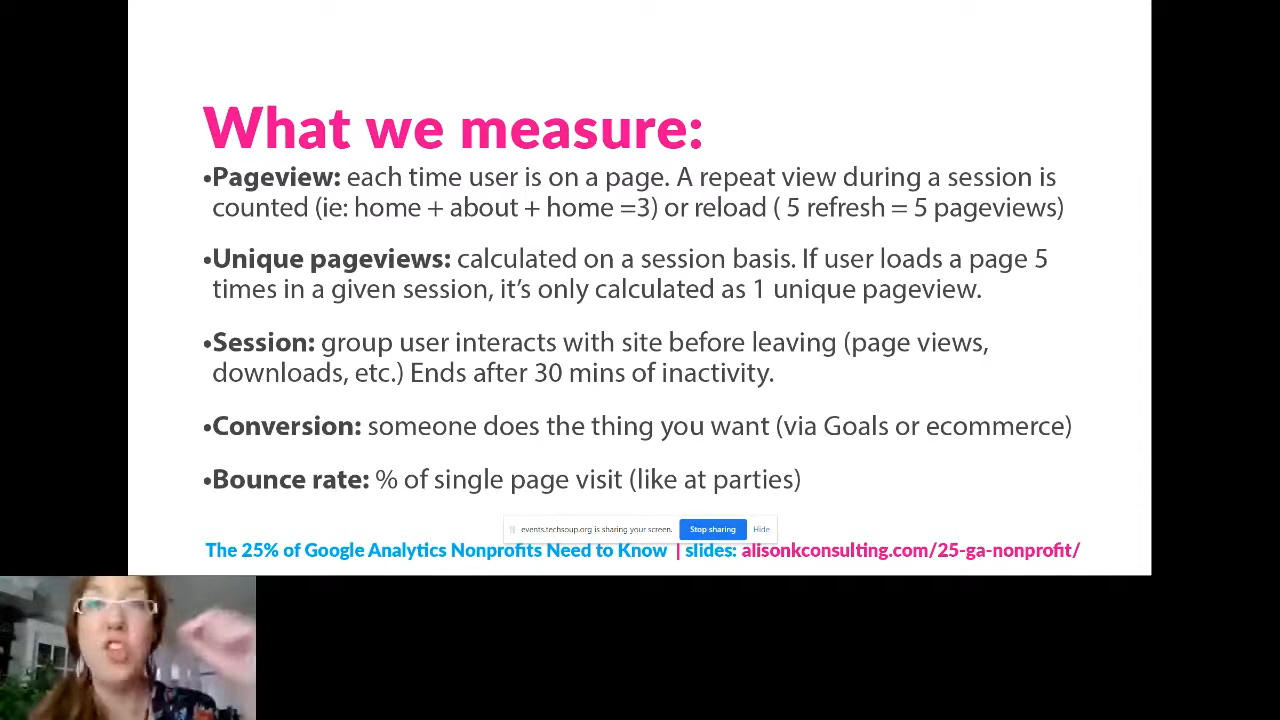 What we measure:
•Pageview: each time user is on a page. A repeat view during a session is
counted (ie: home + about + home =3) or reload ( 5 refresh = 5 pageviews)
•Unique pageviews: calculated on a session basis. If user loads a page 5
times in a given session, it's only calculated as 1 unique pageview.
•Session: group user interacts with site before leaving (page views,
downloads, etc.) Ends after 30 mins of inactivity.
•Conversion: someone does the thing you want (via Goals or ecommerce)
•Bounce rate: % of single page visit (like at parties)
events.techsoup.org is sharing your screen. Stop sharing Hide
The 25% of Google Analytics Nonprofits Need to Know | slides: alisonkconsulting.com/25-ga-nonprofit/